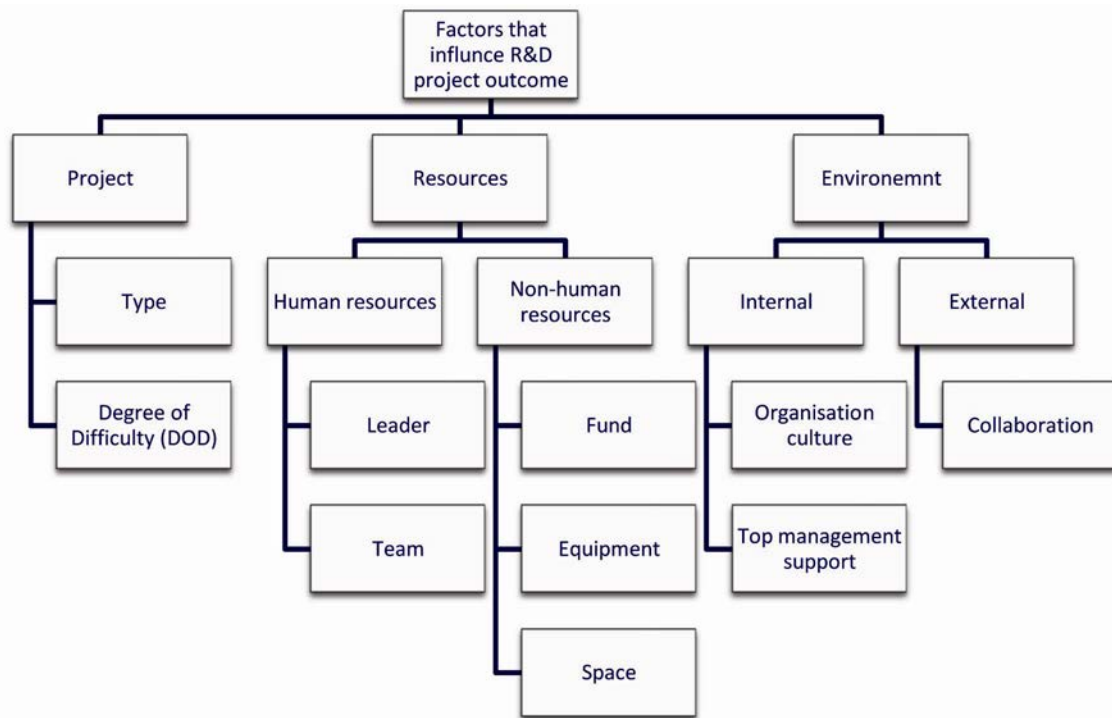 Factors that
influnce R&D
project outcome
Project
Resources
Environemnt
Type
Human resources
Non-human
resources
Internal
External
Degree of
Difficulty (DOD)
Leader
Fund
Organisation
culture
Collaboration
Team
Equipment
Top management
support
Space